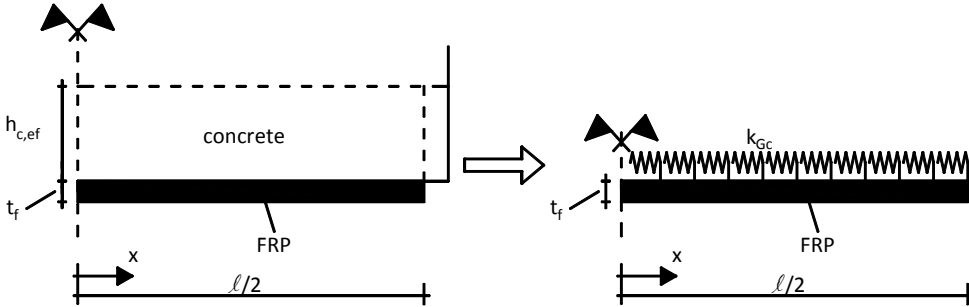 h_c,ef
concrete
t_f
FRP
x
ℓ/2
k_Gc
t_f
FRP
x
ℓ/2